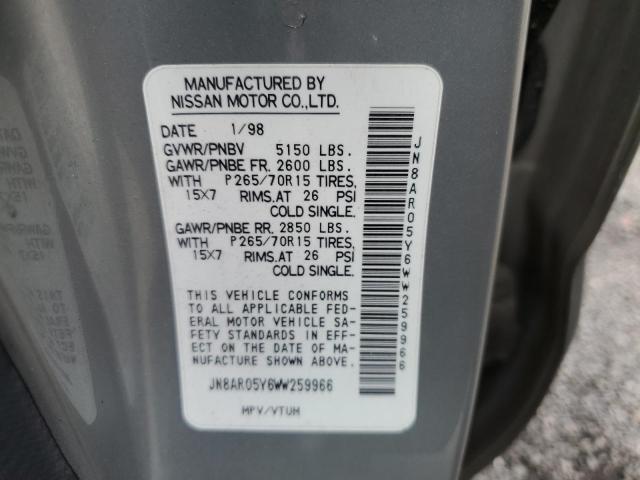 MANUFACTURED BY
NISSAN MOTOR CO.,LTD.
DATE 1/98
GVWR/PNBV 5150 LBS.
GAWR/PNBE FR. 2600 LBS.
WITH P265/70R15 TIRES,
15X7 RIMS.AT 26 PSI
COLD SINGLE.
GAWR/PNBE RR. 2850 LBS.
WITH P265/70R15 TIRES,
15X7 RIMS.AT 26 PSI
COLD SINGLE.
THIS VEHICLE CONFORMS
TO ALL APPLICABLE FED-
ERAL MOTOR VEHICLE SA-
FETY STANDARDS IN EFF-
ECT ON THE DATE OF MA-
NUFACTURE SHOWN ABOVE.
JN8AR05Y6WW259966
MPV/VTUM
JN8AR05Y6WW259966